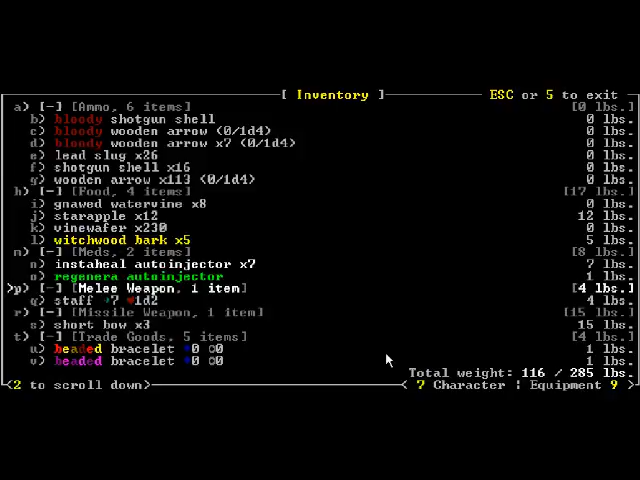 [ Inventory ] ESC or 5 to exit
a) [-] [Ammo, 6 items] [0 lbs.]
b) bloody shotgun shell 0 lbs.
c) bloody wooden arrow (0/1d4) 0 lbs.
d) bloody wooden arrow x7 (0/1d4) 0 lbs.
e) lead slug x26 0 lbs.
f) shotgun shell x16 0 lbs.
g) wooden arrow x113 (0/1d4) 0 lbs.
h) [-] [Food, 4 items] [17 lbs.]
i) gnawed watervine x8 0 lbs.
j) starapple x12 12 lbs.
k) vinewafer x230 0 lbs.
l) witchwood bark x5 5 lbs.
m) [-] [Meds, 2 items] [8 lbs.]
n) instaheal autoinjector x7 7 lbs.
o) regenera autoinjector 1 lbs.
>p) [-] [Melee Weapon, 1 item] [4 lbs.]
q) staff →7 ♥1d2 4 lbs.
r) [-] [Missile Weapon, 1 item] [15 lbs.]
s) short bow x3 15 lbs.
t) [-] [Trade Goods, 5 items] [4 lbs.]
u) beaded bracelet ♦0 ○0 1 lbs.
v) beaded bracelet ♦0 ○0 1 lbs.
Total weight: 116 / 285 lbs.
<2 to scroll down> < 7 Character | Equipment 9 >